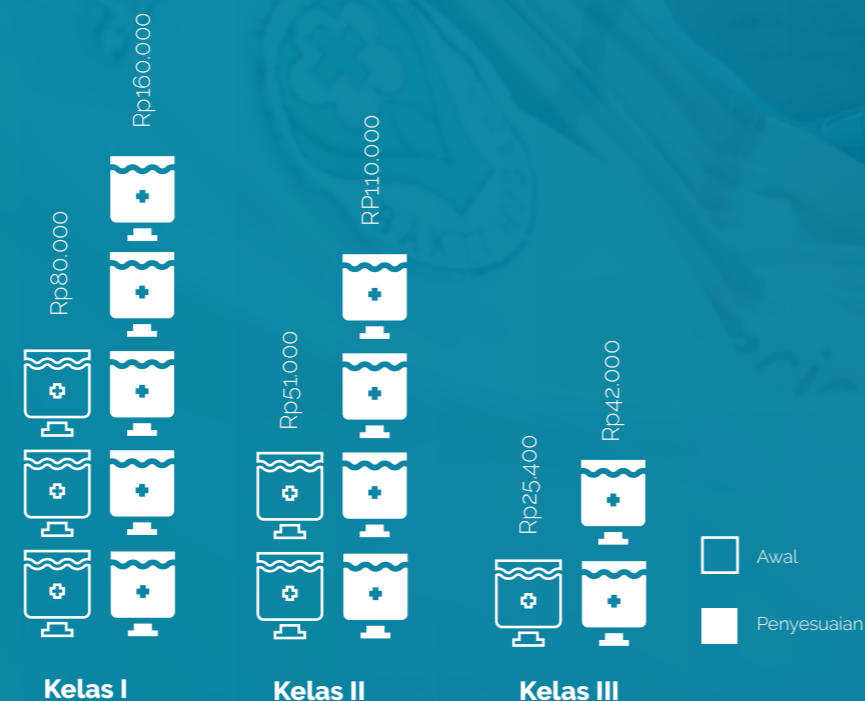 Rp80.000
Rp160.000
Rp51.000
RP110.000
Rp25.400
Rp42.000
Awal
Penyesuaian
Kelas I
Kelas II
Kelas III